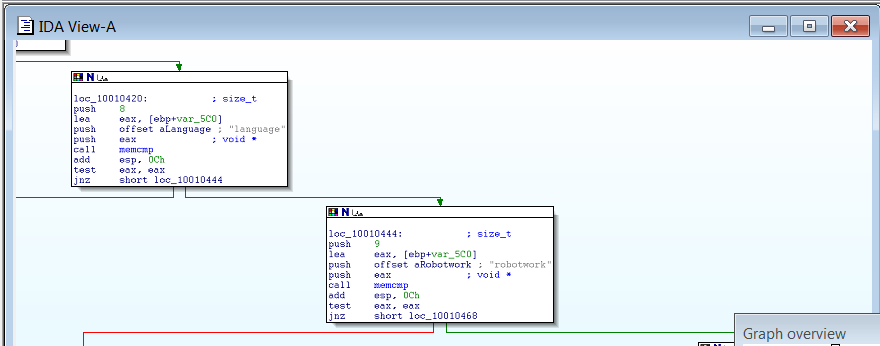 IDA View-A
loc_10010420: ; size_t
push 8
lea eax, [ebp+var_5C0]
push offset aLanguage ; "language"
push eax ; void *
call memcmp
add esp, 0Ch
test eax, eax
jnz short loc_10010444
loc_10010444: ; size_t
push 9
lea eax, [ebp+var_5C0]
push offset aRobotwork ; "robotwork"
push eax ; void *
call memcmp
add esp, 0Ch
test eax, eax
jnz short loc_10010468
Graph overview